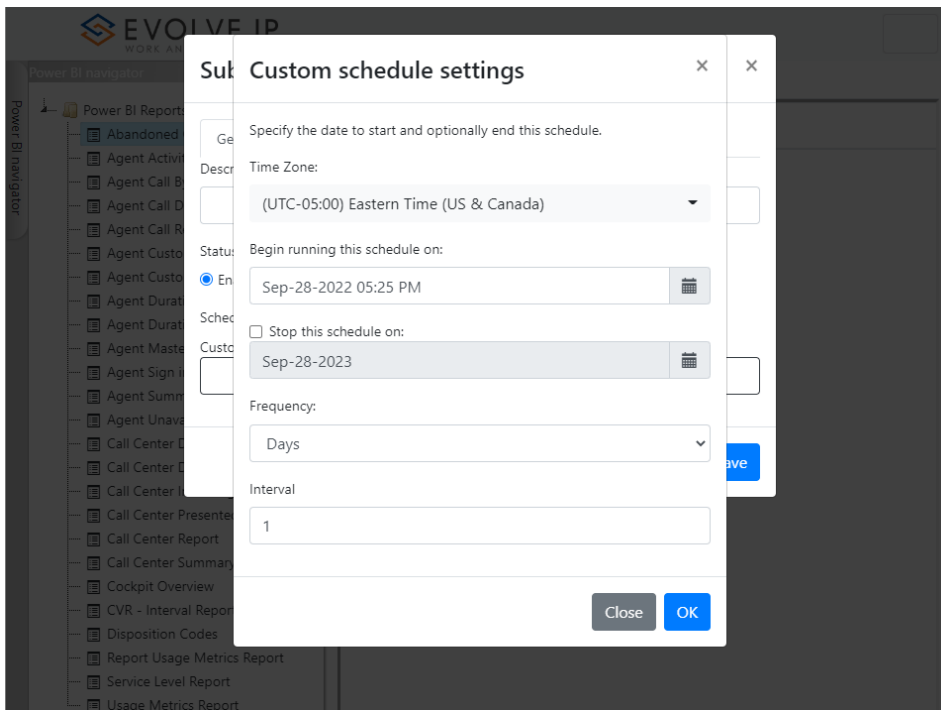 EVOLVE IP
WORK AN
Power BI navigator
Power BI navigator
Power BI Reports
Abandoned
Agent Activit
Agent Call B
Agent Call D
Agent Call R
Agent Custo
Agent Custo
Agent Durati
Agent Durati
Agent Maste
Agent Sign i
Agent Summ
Agent Unava
Call Center D
Call Center D
Call Center I
Call Center Presented
Call Center Report
Call Center Summary
Cockpit Overview
CVR - Interval Report
Disposition Codes
Report Usage Metrics Report
Service Level Report
Usage Metrics Report
Sub
×
Ge
Descr
Status
En
Sched
Custo
ave
Custom schedule settings ×
Specify the date to start and optionally end this schedule.
Time Zone:
(UTC-05:00) Eastern Time (US & Canada)
Begin running this schedule on:
Sep-28-2022 05:25 PM
Stop this schedule on:
Sep-28-2023
Frequency:
Days
Interval
1
Close OK